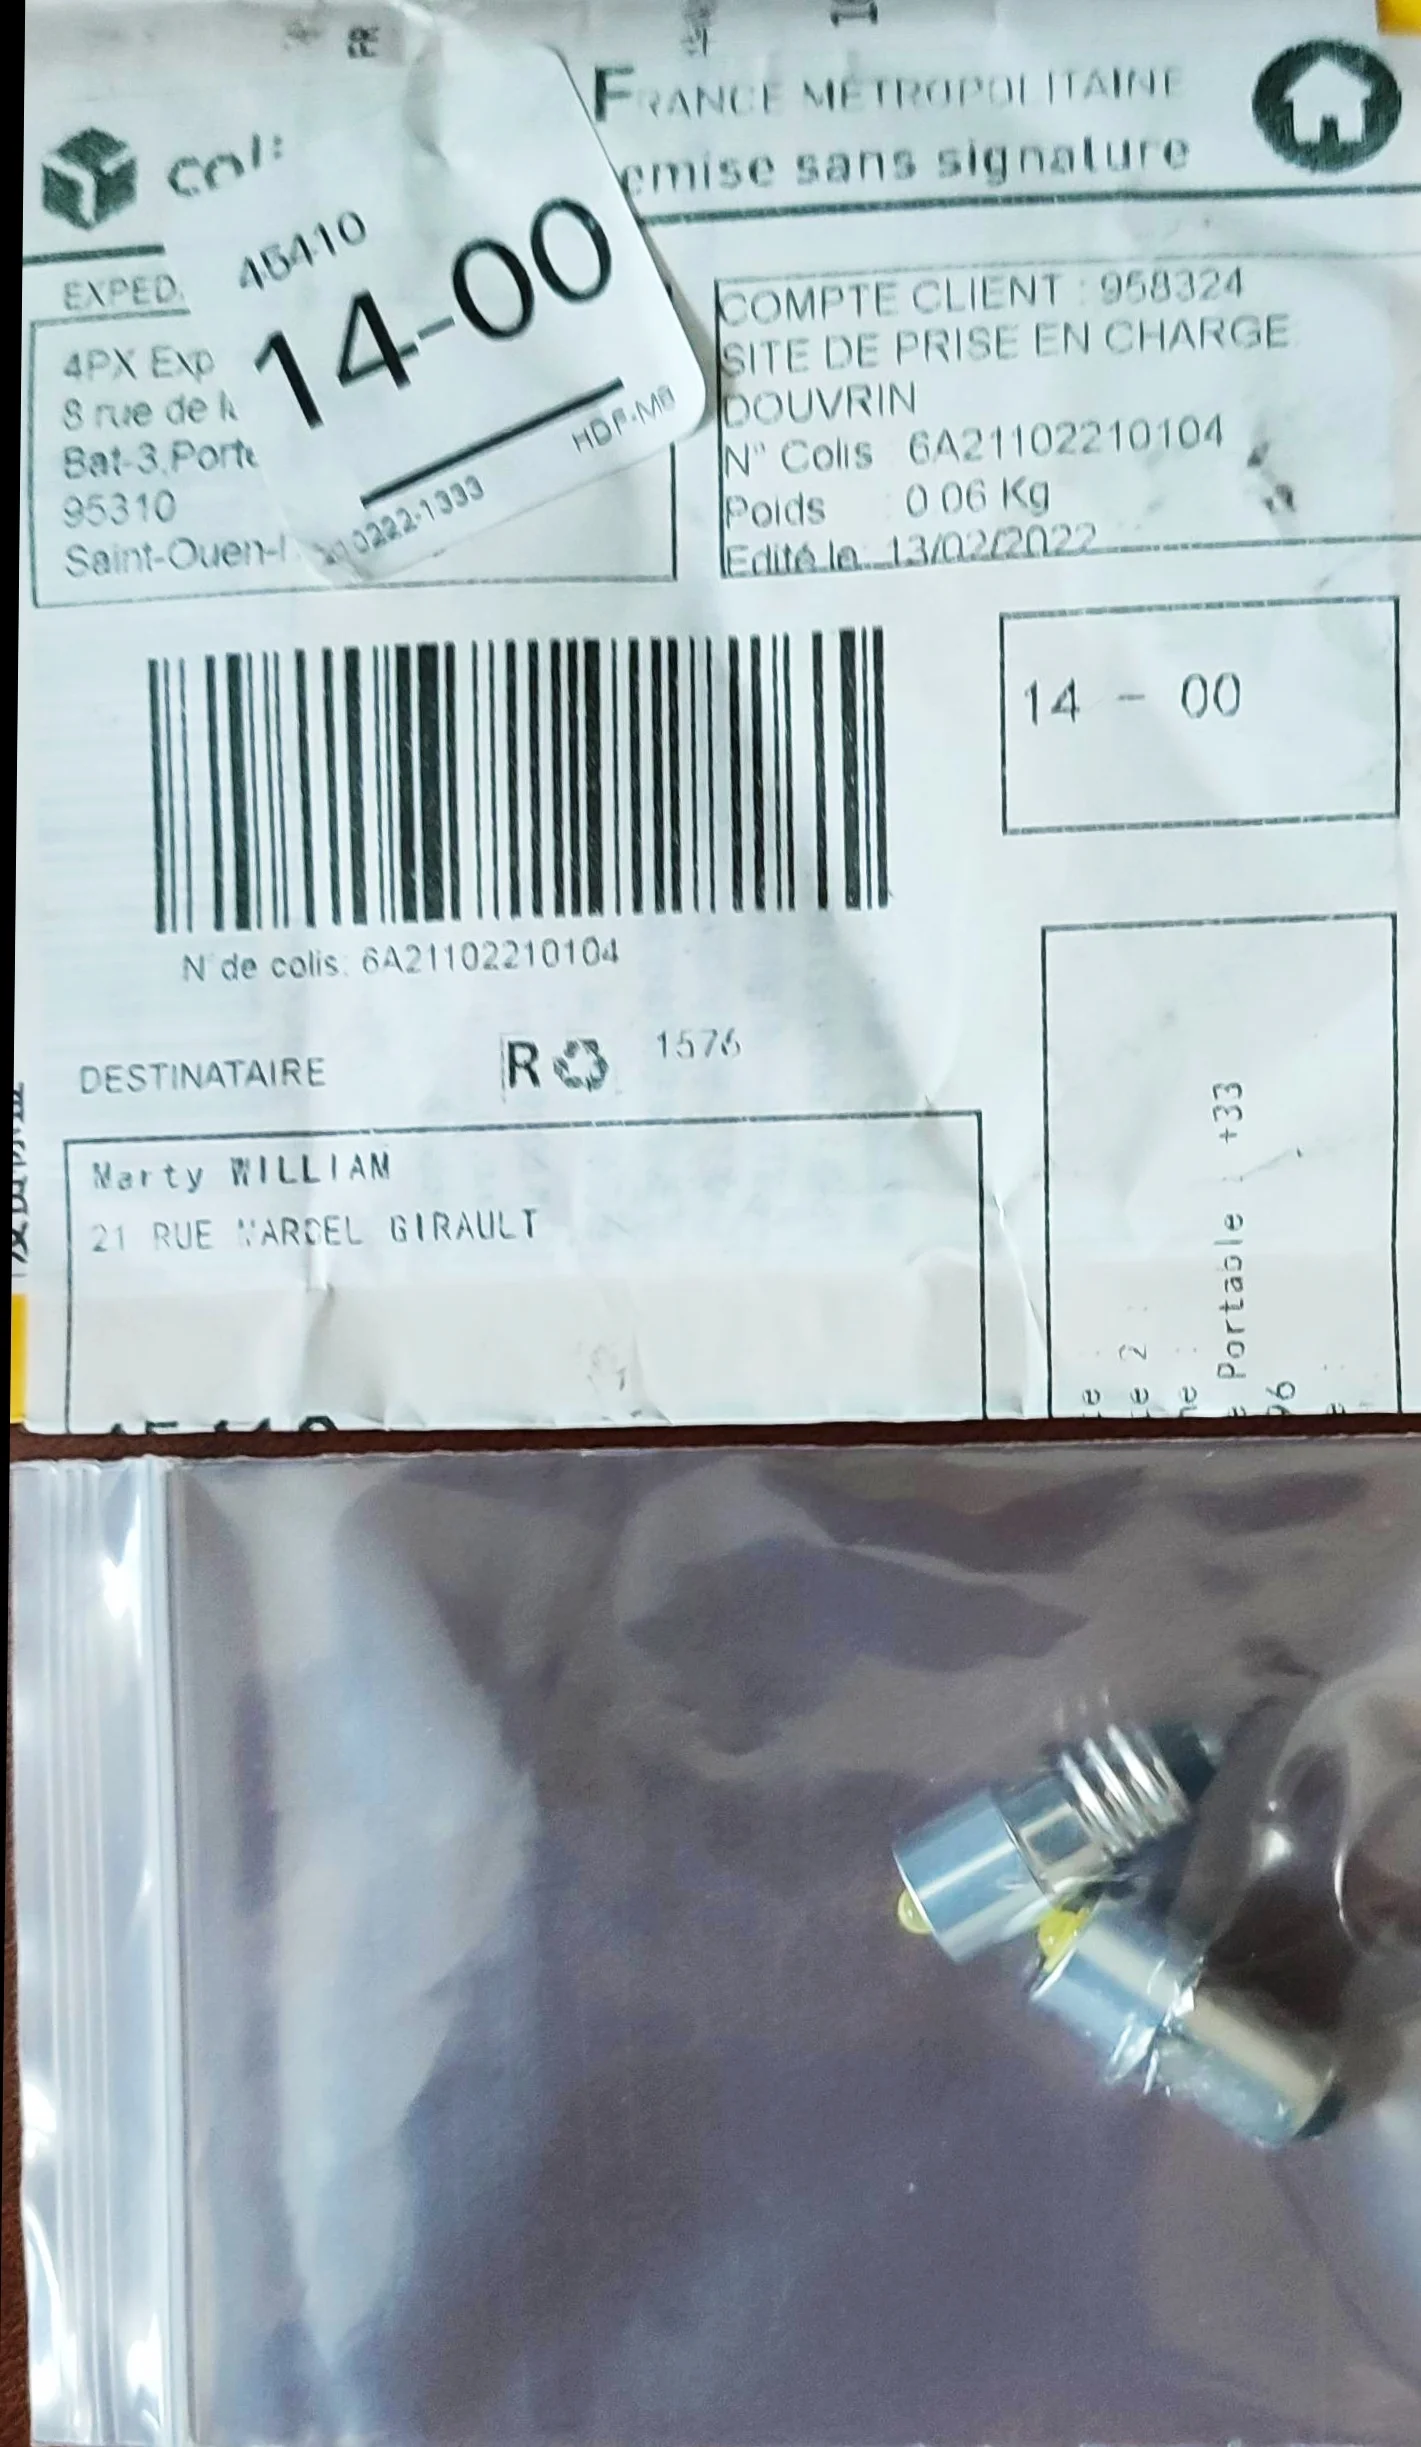 FRANCE MÉTROPOLITAINE
emise sans signature
col
45410
14-00
HDF-M8
0222-1333
EXPED
4PX Exp
8 rue de
Bat-3.Porte
95310
Saint-Ouen-l
COMPTE CLIENT : 958324
SITE DE PRISE EN CHARGE
DOUVRIN
N° Colis 6A21102210104
Poids : 0.06 Kg
Edité le 13/02/2022
14 - 00
N°de colis: 6A21102210104
DESTINATAIRE
R 1576
Marty WILLIAM
21 RUE MARCEL GIRAULT
e 2 :
Portable : +33